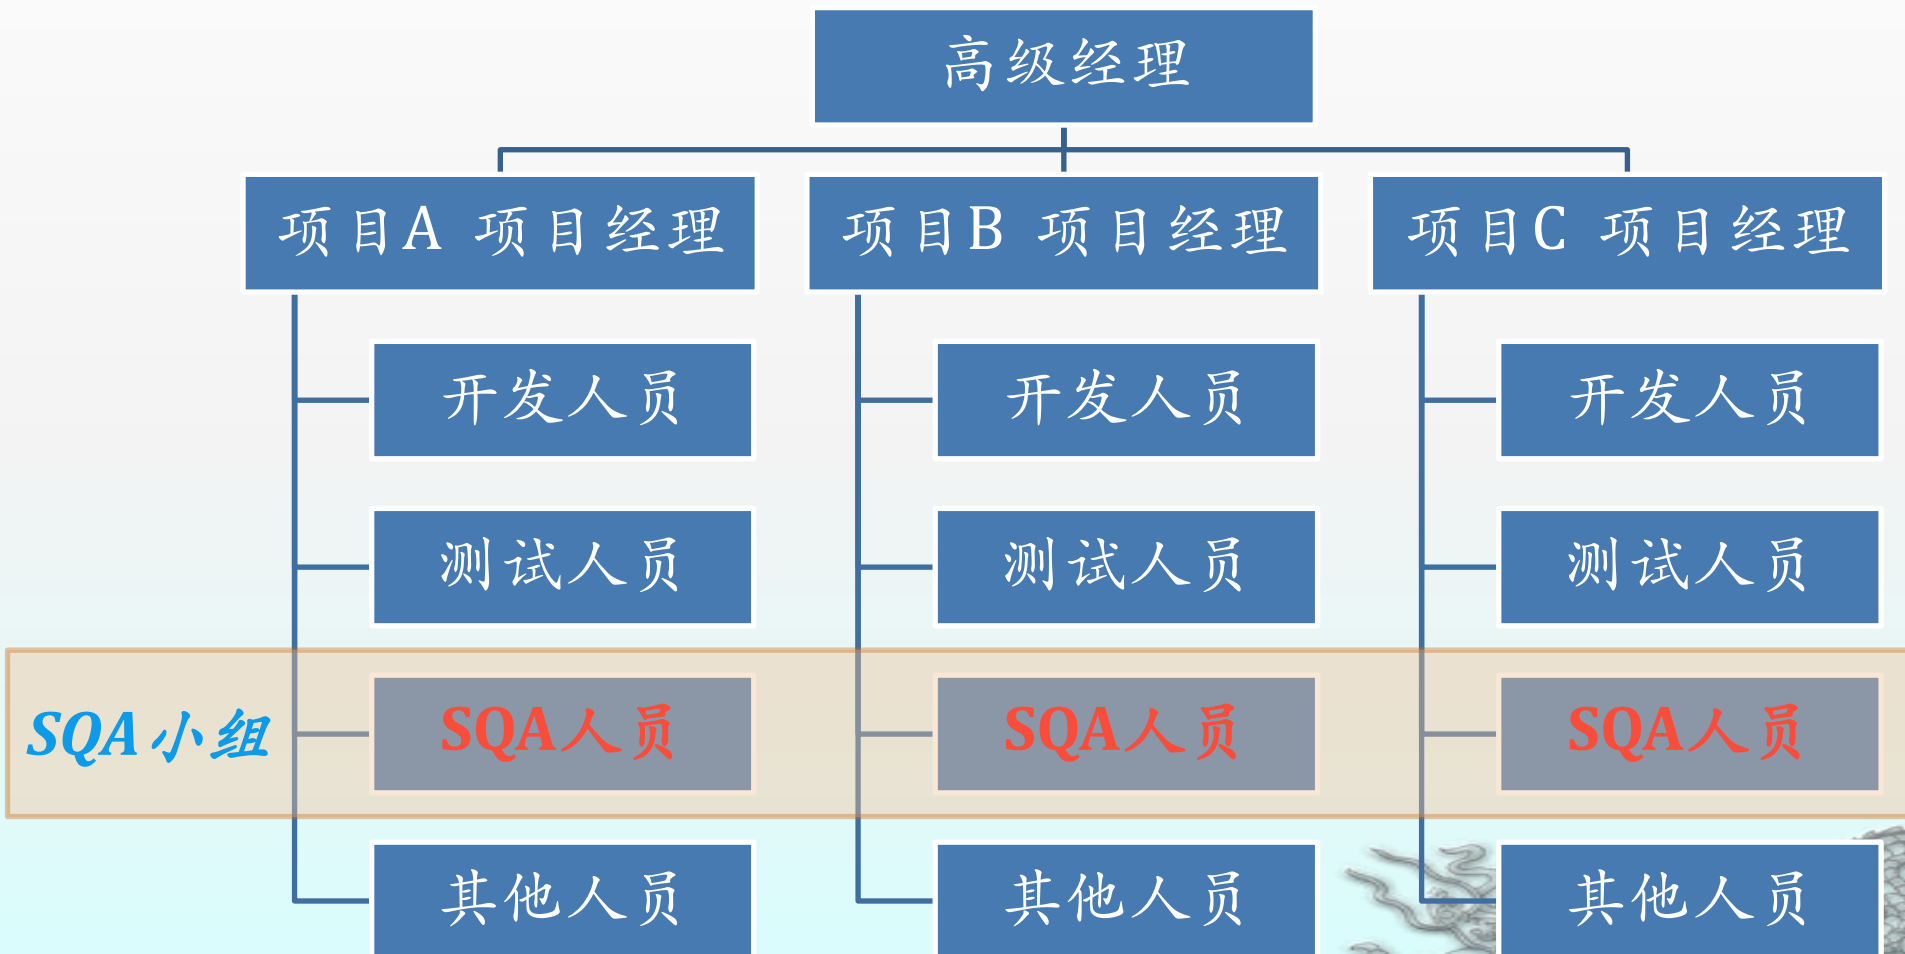 高级经理
项目A 项目经理
项目B 项目经理
项目C 项目经理
开发人员
开发人员
开发人员
测试人员
测试人员
测试人员
SQA小组
SQA人员
SQA人员
SQA人员
其他人员
其他人员
其他人员